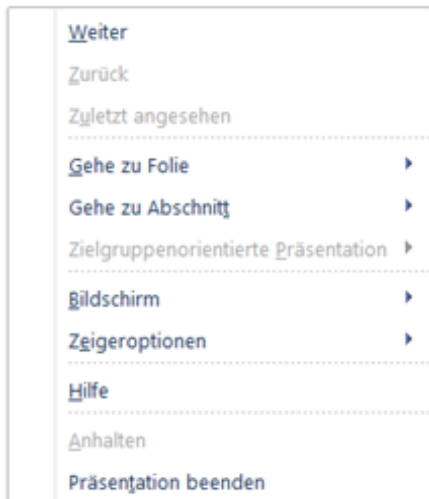 Weiter
Zurück
Zuletzt angesehen
Gehe zu Folie
Gehe zu Abschnitt
Zielgruppenorientierte Präsentation
Bildschirm
Zeigeroptionen
Hilfe
Anhalten
Präsentation beenden